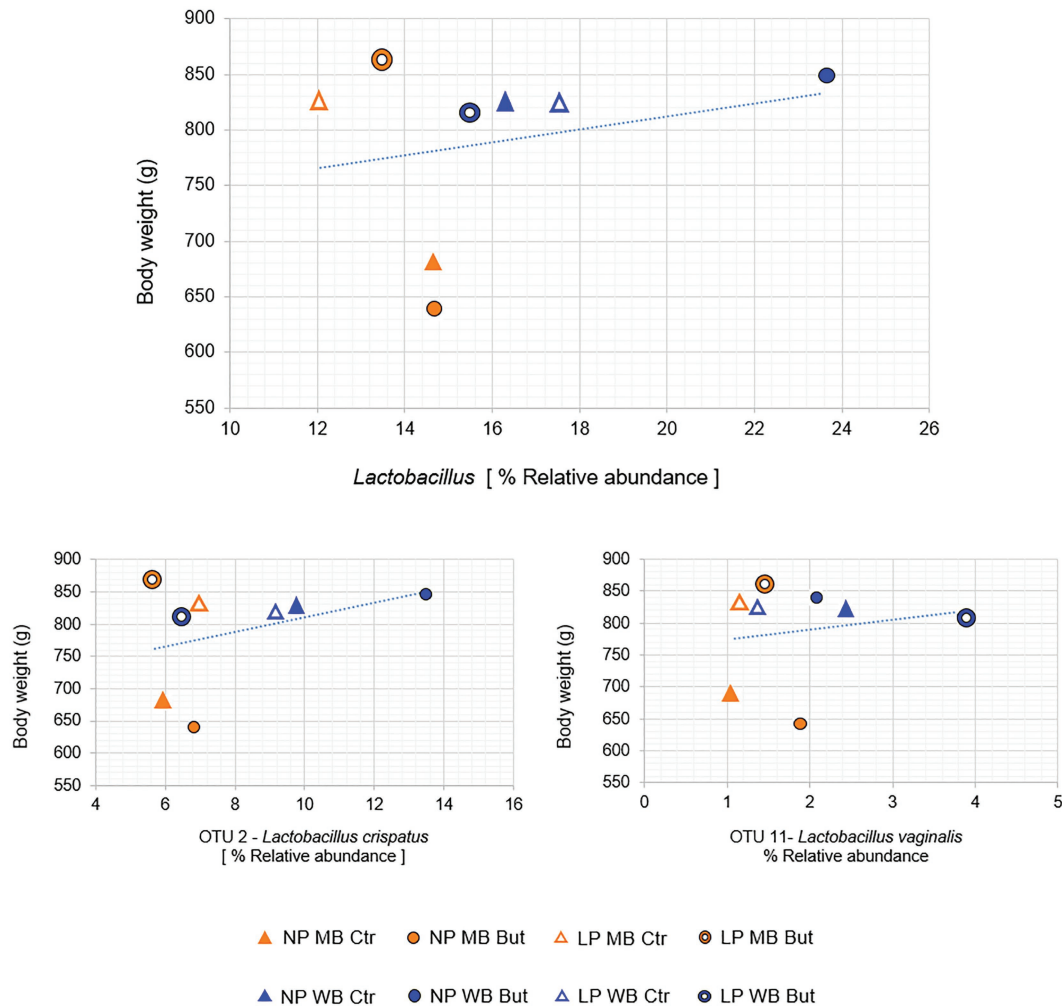 900
850
800
750
700
650
600
550
Body weight (g)
10 12 14 16 18 20 22 24 26
Lactobacillus [ % Relative abundance ]
900
850
800
750
700
650
600
550
Body weight (g)
4 6 8 10 12 14 16
OTU 2 - Lactobacillus crispatus
[ % Relative abundance ]
900
850
800
750
700
650
600
550
Body weight (g)
0 1 2 3 4 5
OTU 11- Lactobacillus vaginalis
% Relative abundance
NP MB Ctr NP MB But LP MB Ctr LP MB But
NP WB Ctr NP WB But LP WB Ctr LP WB But